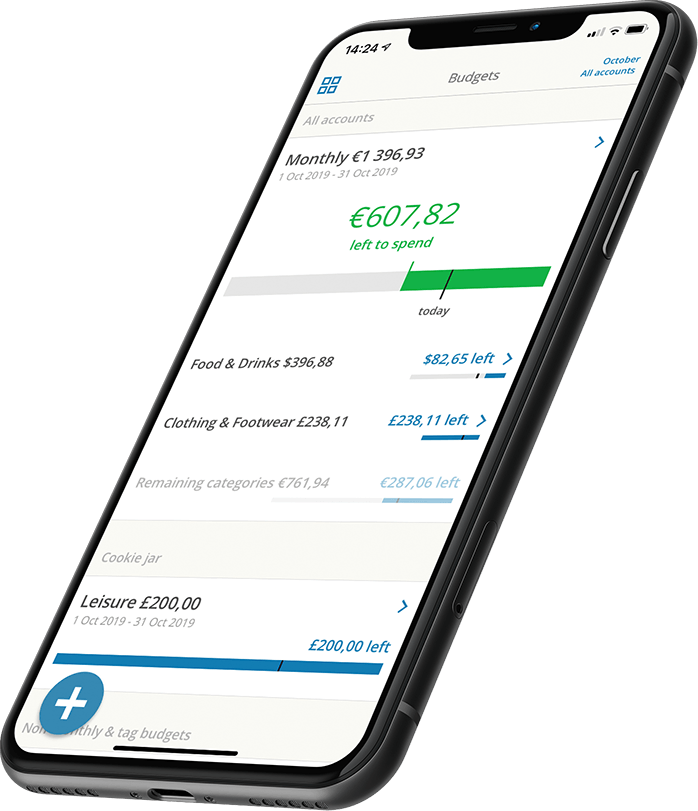 14:24
Budgets
October
All accounts
All accounts
Monthly €1 396,93
1 Oct 2019 - 31 Oct 2019
€607,82
left to spend
today
Food & Drinks $396,88
$82,65 left
Clothing & Footwear £238,11
£238,11 left
Remaining categories €761,94
€287,06 left
Cookie jar
Leisure £200,00
1 Oct 2019 - 31 Oct 2019
£200,00 left
& tag budgets